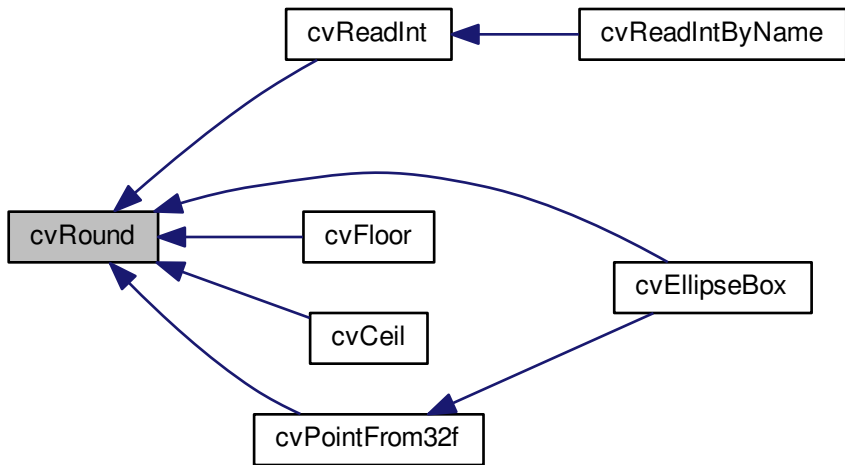 cvReadInt
cvReadIntByName
cvRound
cvFloor
cvEllipseBox
cvCeil
cvPointFrom32f